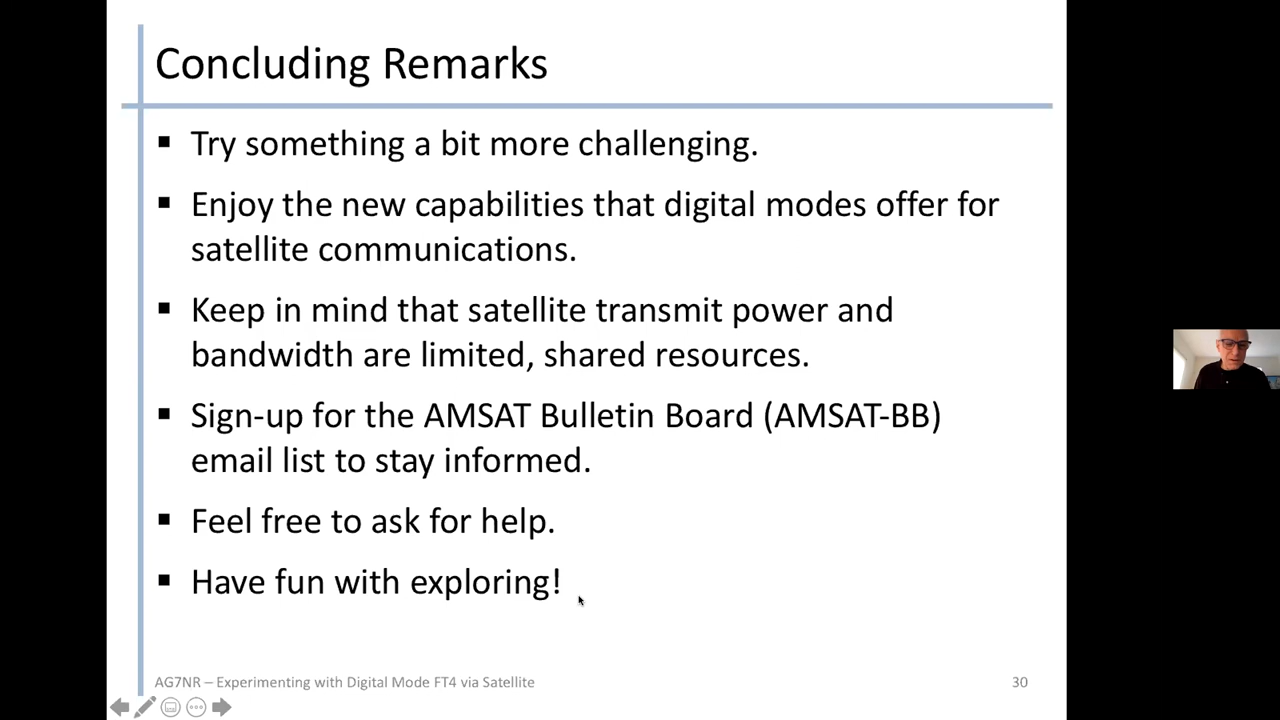 Concluding Remarks
▪ Try something a bit more challenging.
▪ Enjoy the new capabilities that digital modes offer for
satellite communications.
▪ Keep in mind that satellite transmit power and
bandwidth are limited, shared resources.
▪ Sign-up for the AMSAT Bulletin Board (AMSAT-BB)
email list to stay informed.
▪ Feel free to ask for help.
▪ Have fun with exploring!
AG7NR – Experimenting with Digital Mode FT4 via Satellite
30